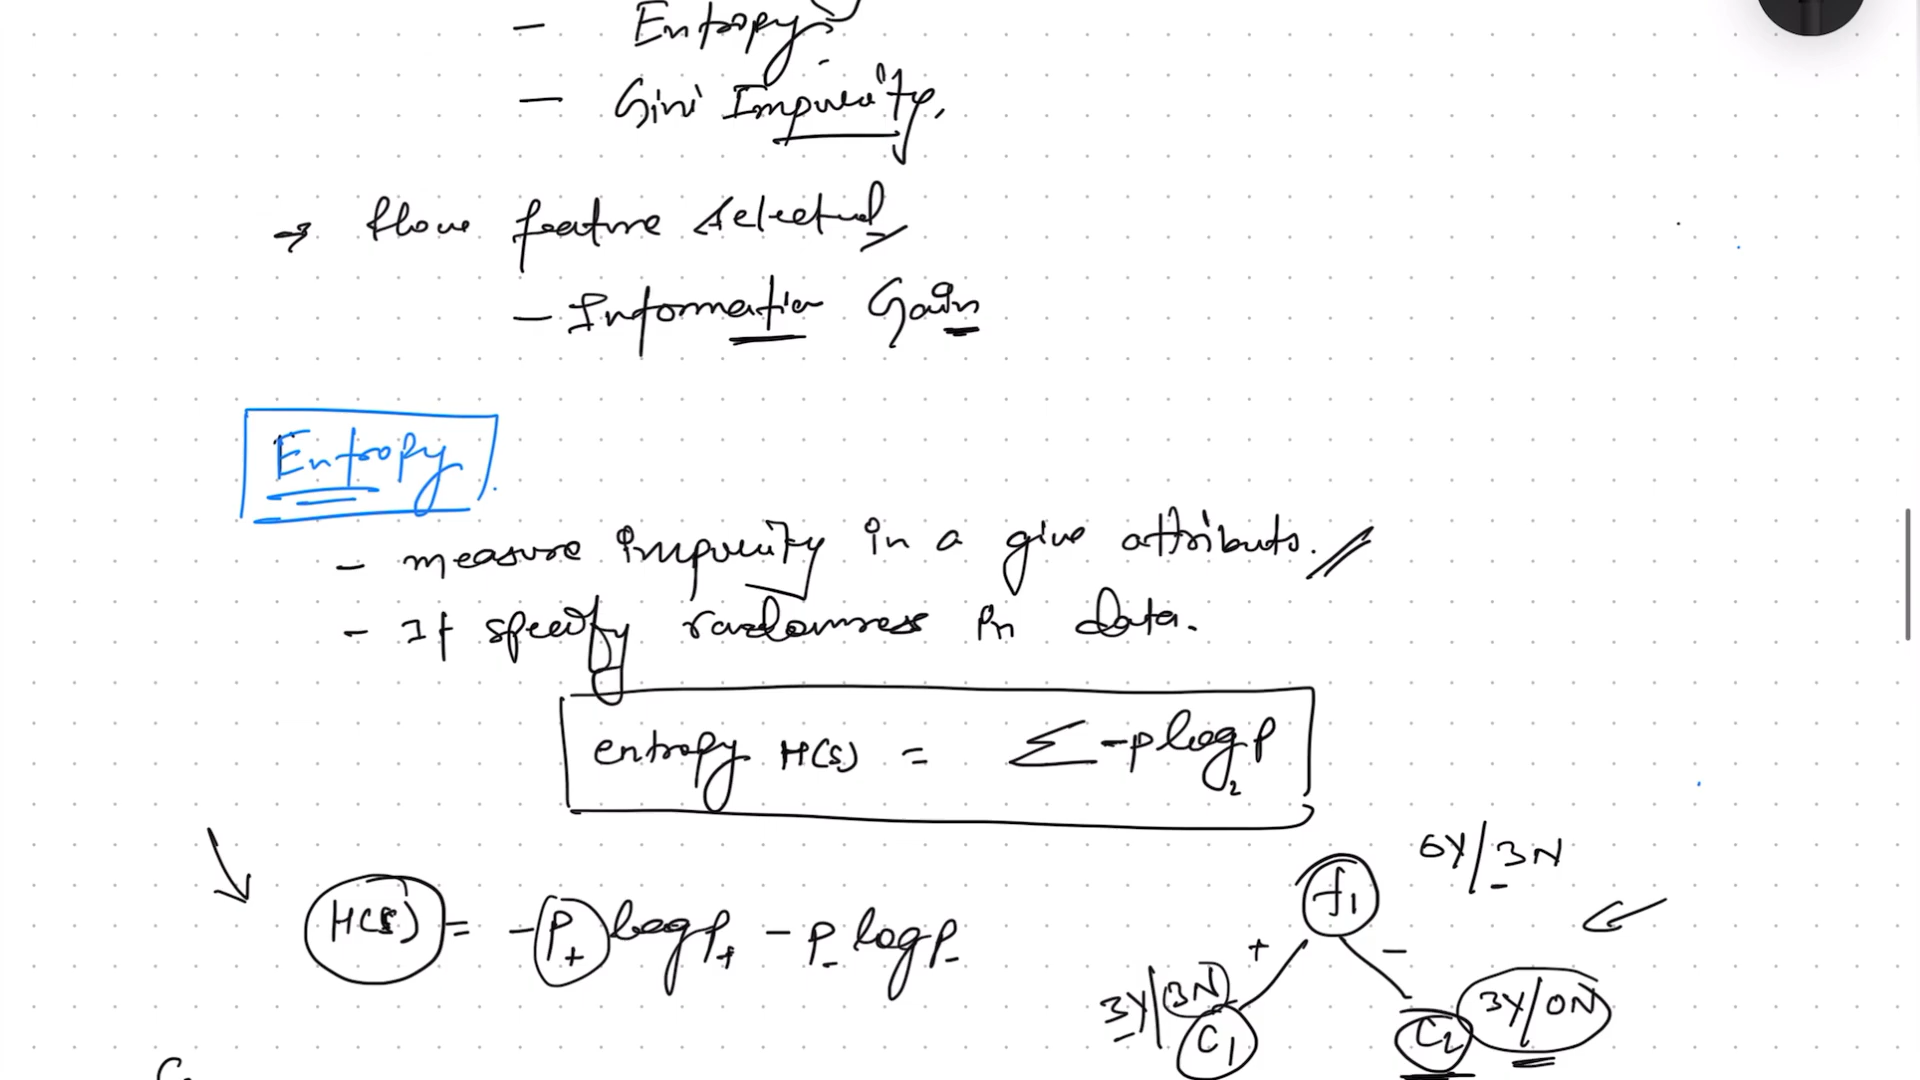 - Entropy
- Gini Impurity,
→ How feature selected
- Information Gain
Entropy
- measure impurity in a give attribute.
- It specify randomness in data.
entropy H(S) = Σ -p log₂ p
H(S) = -P₊ log P₊ - P₋ log P₋
f₁ 6Y/3N
+ -
3Y/3N C₁ C₂ 3Y/0N